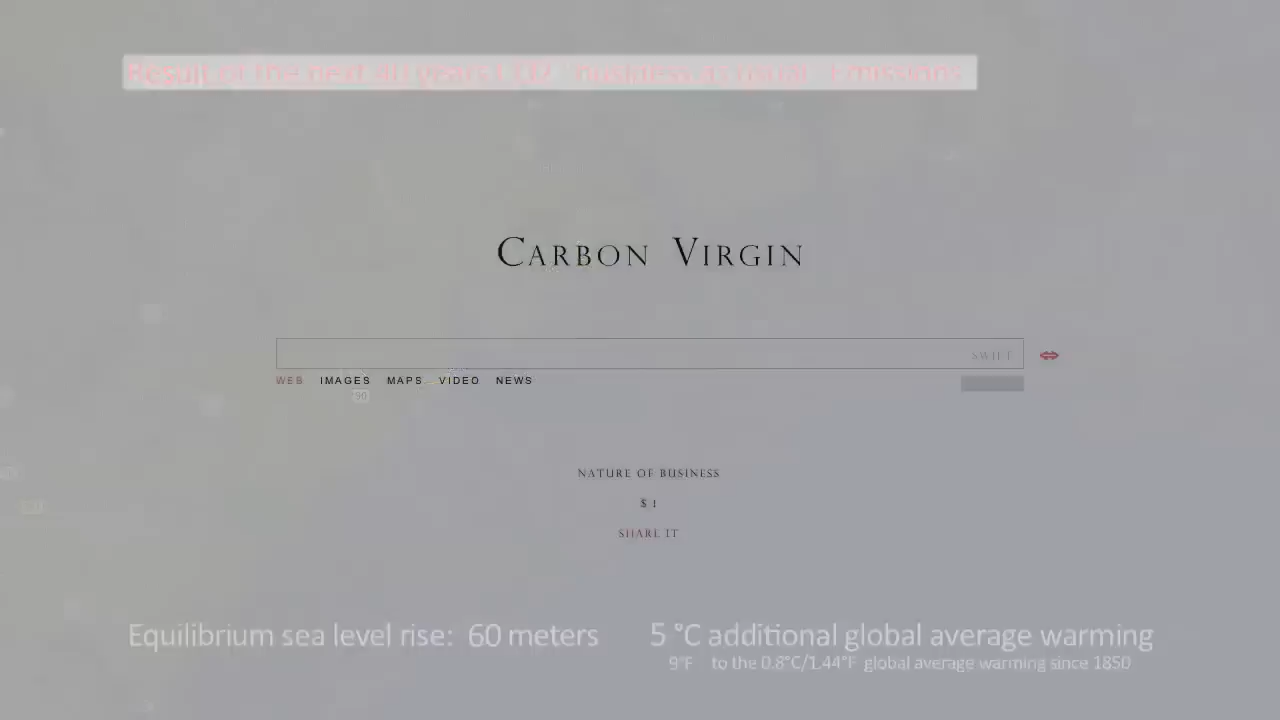 Result of the next 40 years CO2 "business as usual" Emissions
CARBON VIRGIN
SWIFT
WEB IMAGES MAPS VIDEO NEWS
90
NATURE OF BUSINESS
$ 1
SHARE IT
Equilibrium sea level rise: 60 meters
5 °C additional global average warming
9°F to the 0.8°C/1.44°F global average warming since 1850